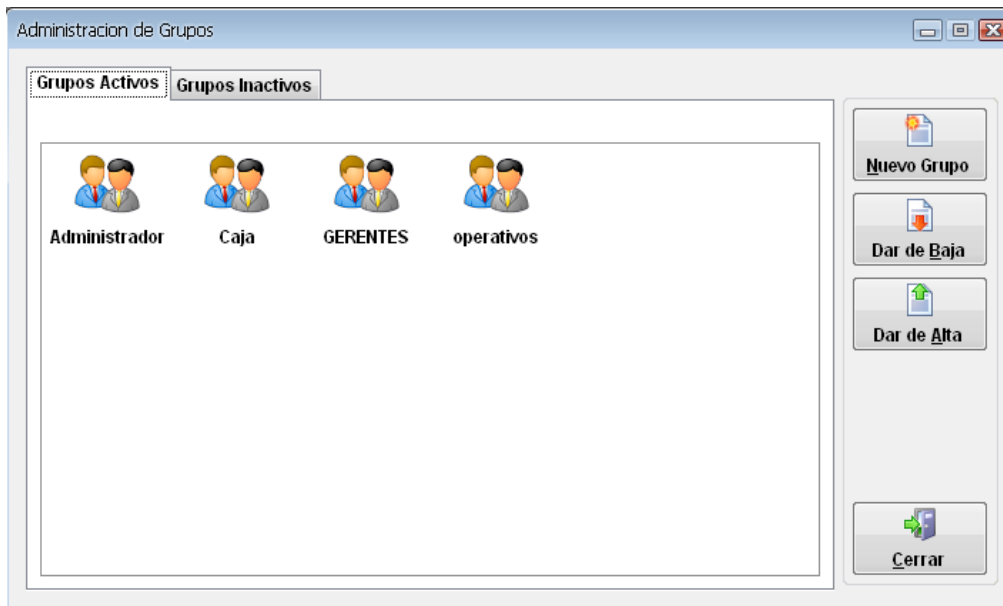 Administracion de Grupos
Grupos Activos
Grupos Inactivos
Administrador
Caja
GERENTES
operativos
Nuevo Grupo
Dar de Baja
Dar de Alta
Cerrar